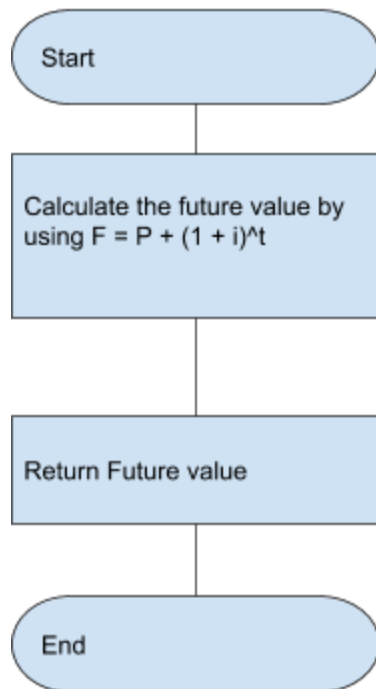 Start
Calculate the future value by
using F = P + (1 + i)^t
Return Future value
End